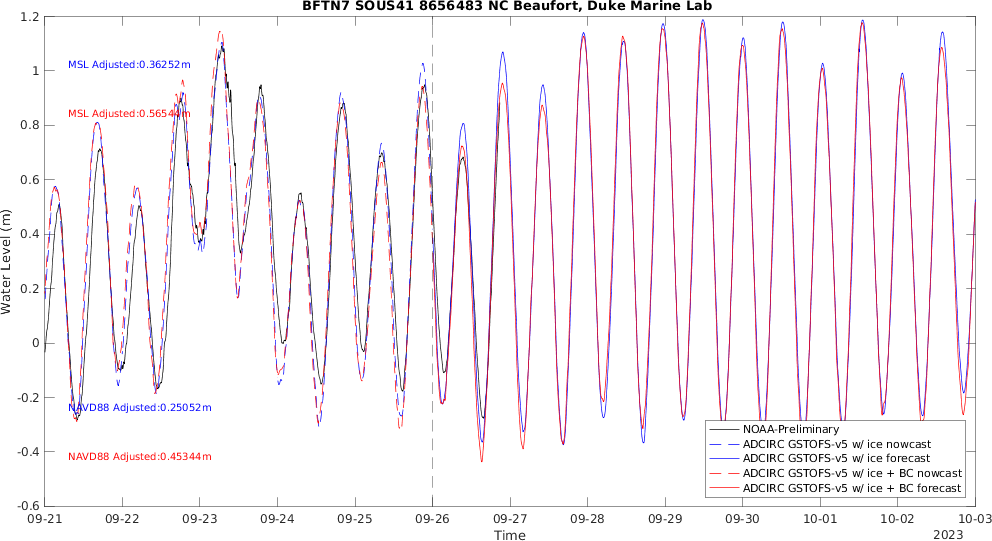 BFTN7 SOUS41 8656483 NC Beaufort, Duke Marine Lab
1.2
1
0.8
0.6
0.4
0.2
0
-0.2
-0.4
-0.6
Water Level (m)
MSL Adjusted:0.36252m
MSL Adjusted:0.56544m
NAVD88 Adjusted:0.25052m
NAVD88 Adjusted:0.45344m
NOAA-Preliminary
ADCIRC GSTOFS-v5 w/ ice nowcast
ADCIRC GSTOFS-v5 w/ ice forecast
ADCIRC GSTOFS-v5 w/ ice + BC nowcast
ADCIRC GSTOFS-v5 w/ ice + BC forecast
09-21 09-22 09-23 09-24 09-25 09-26 09-27 09-28 09-29 09-30 10-01 10-02 10-03
Time
2023